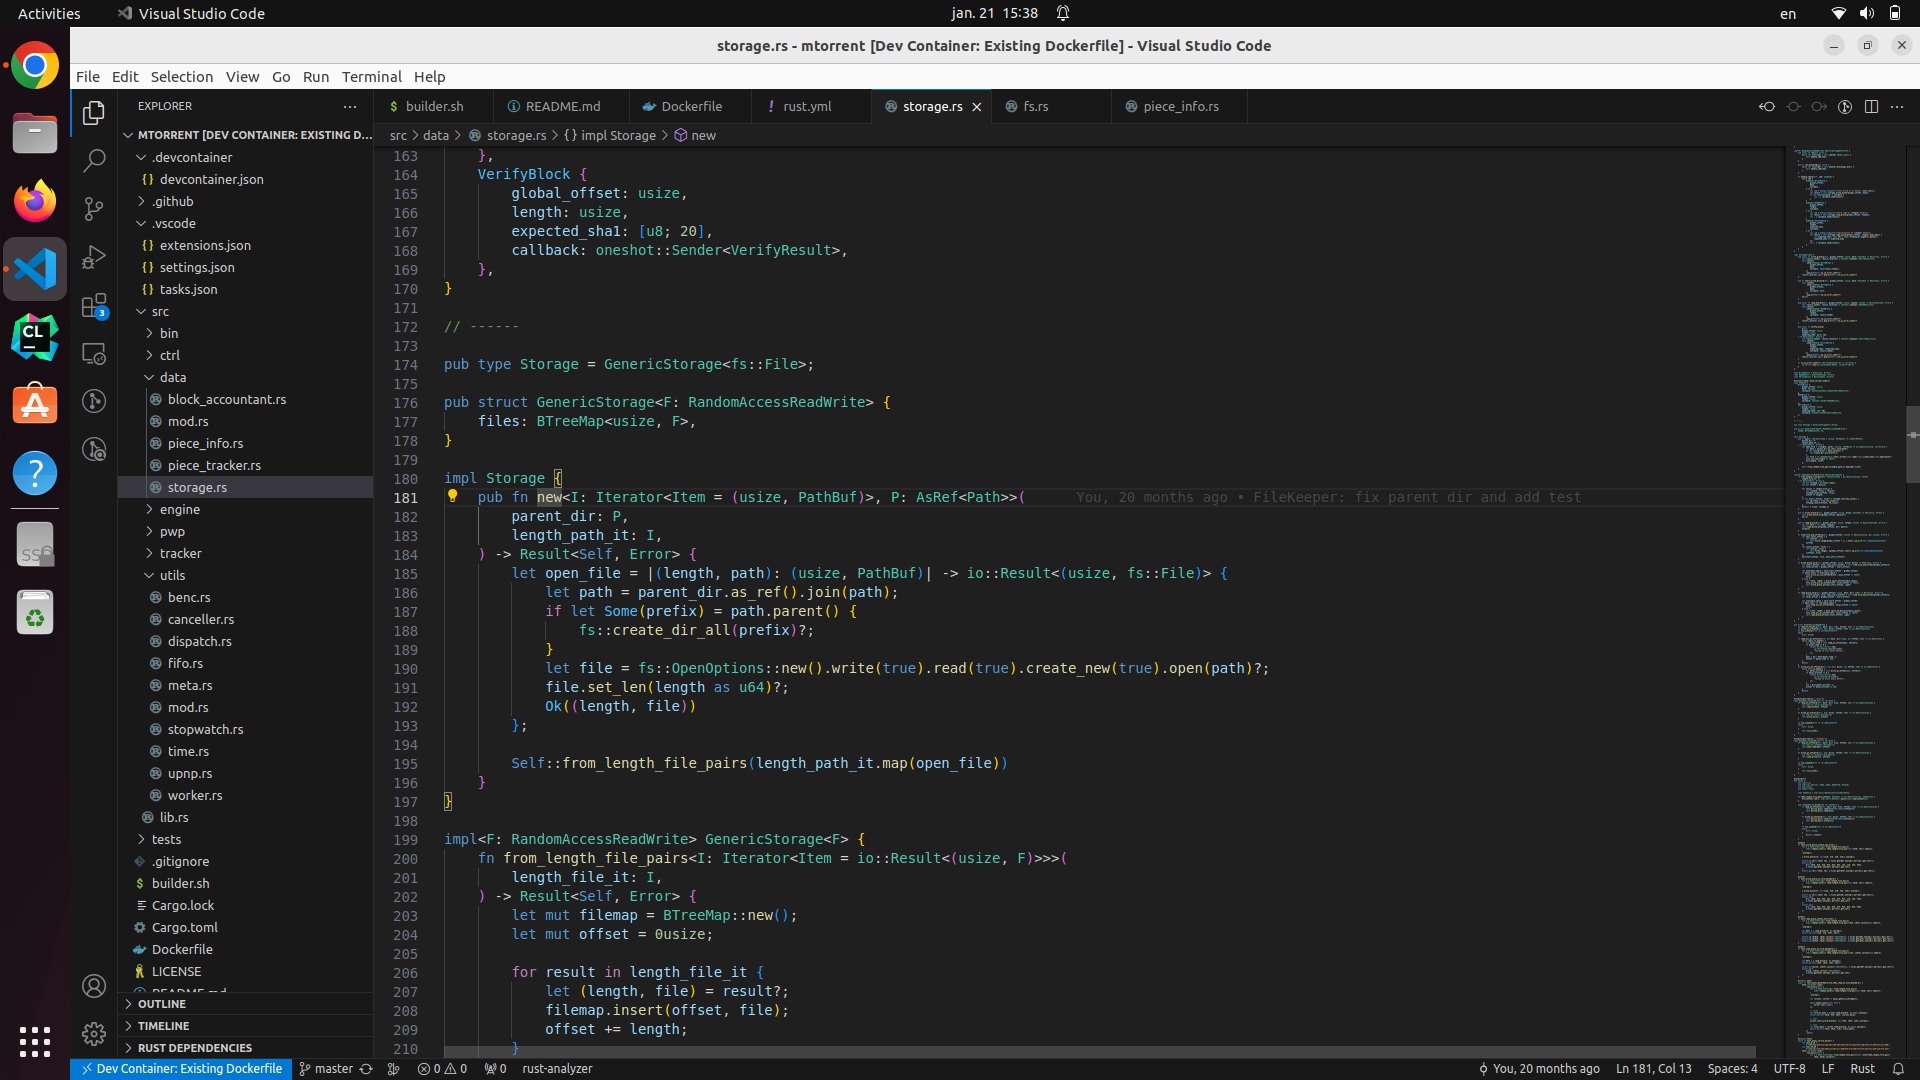 Activities
Visual Studio Code
jan. 21 15:38
en
storage.rs - mtorrent [Dev Container: Existing Dockerfile] - Visual Studio Code
File Edit Selection View Go Run Terminal Help
EXPLORER
builder.sh
README.md
Dockerfile
rust.yml
storage.rs
fs.rs
piece_info.rs
src > data > storage.rs > {} impl Storage > new
MTORRENT [DEV CONTAINER: EXISTING D...
.devcontainer
devcontainer.json
.github
.vscode
extensions.json
settings.json
tasks.json
src
bin
ctrl
data
block_accountant.rs
mod.rs
piece_info.rs
piece_tracker.rs
storage.rs
engine
pwp
tracker
utils
benc.rs
canceller.rs
dispatch.rs
fifo.rs
meta.rs
mod.rs
stopwatch.rs
time.rs
upnp.rs
worker.rs
lib.rs
tests
.gitignore
builder.sh
Cargo.lock
Cargo.toml
Dockerfile
LICENSE
README.md
OUTLINE
TIMELINE
RUST DEPENDENCIES
3
CL
SSD
163 },
164 VerifyBlock {
165 global_offset: usize,
166 length: usize,
167 expected_sha1: [u8; 20],
168 callback: oneshot::Sender<VerifyResult>,
169 },
170 }
171
172 // ------
173
174 pub type Storage = GenericStorage<fs::File>;
175
176 pub struct GenericStorage<F: RandomAccessReadWrite> {
177 files: BTreeMap<usize, F>,
178 }
179
180 impl Storage {
181 pub fn new<I: Iterator<Item = (usize, PathBuf)>, P: AsRef<Path>>( You, 20 months ago • FileKeeper: fix parent dir and add test
182 parent_dir: P,
183 length_path_it: I,
184 ) -> Result<Self, Error> {
185 let open_file = |(length, path): (usize, PathBuf)| -> io::Result<(usize, fs::File)> {
186 let path = parent_dir.as_ref().join(path);
187 if let Some(prefix) = path.parent() {
188 fs::create_dir_all(prefix)?;
189 }
190 let file = fs::OpenOptions::new().write(true).read(true).create_new(true).open(path)?;
191 file.set_len(length as u64)?;
192 Ok((length, file))
193 };
194
195 Self::from_length_file_pairs(length_path_it.map(open_file))
196 }
197 }
198
199 impl<F: RandomAccessReadWrite> GenericStorage<F> {
200 fn from_length_file_pairs<I: Iterator<Item = io::Result<(usize, F)>>>(
201 length_file_it: I,
202 ) -> Result<Self, Error> {
203 let mut filemap = BTreeMap::new();
204 let mut offset = 0usize;
205
206 for result in length_file_it {
207 let (length, file) = result?;
208 filemap.insert(offset, file);
209 offset += length;
210 }
Dev Container: Existing Dockerfile
master
0 0
0
rust-analyzer
You, 20 months ago
Ln 181, Col 13
Spaces: 4
UTF-8
LF
Rust